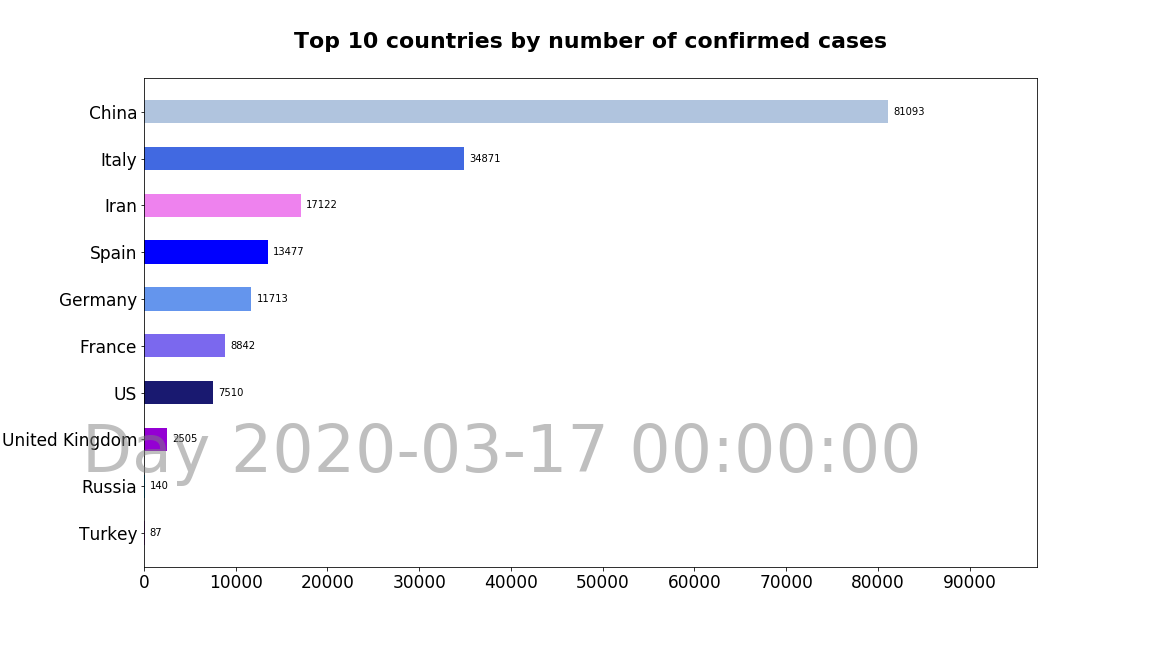 Top 10 countries by number of confirmed cases
China 81093
Italy 34871
Iran 17122
Spain 13477
Germany 11713
France 8842
US 7510
United Kingdom 2505
Day 2020-03-17 00:00:00
Russia 140
Turkey 87
0 10000 20000 30000 40000 50000 60000 70000 80000 90000